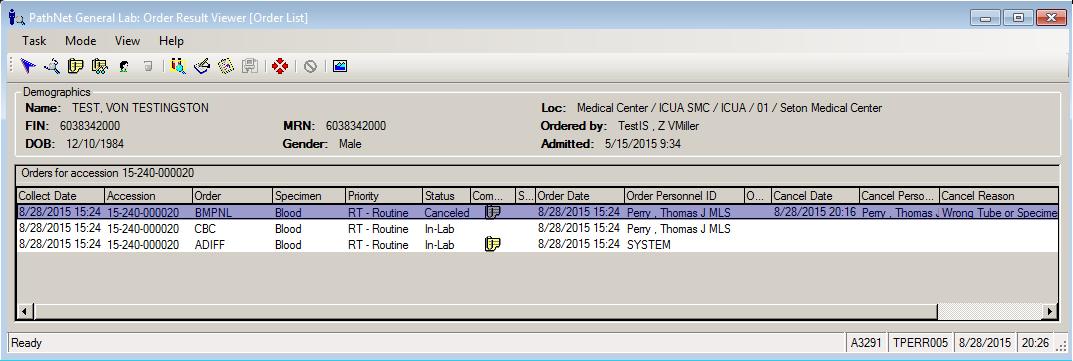 PathNet General Lab: Order Result Viewer [Order List]
Task Mode View Help
Demographics
Name: TEST, VON TESTINGSTON Loc: Medical Center / ICUA SMC / ICUA / 01 / Seton Medical Center
FIN: 6038342000 MRN: 6038342000 Ordered by: TestIS , Z VMiller
DOB: 12/10/1984 Gender: Male Admitted: 5/15/2015 9:34
Orders for accession 15-240-000020
Collect Date Accession Order Specimen Priority Status Com... S... Order Date Order Personnel ID O... Cancel Date Cancel Perso... Cancel Reason
8/28/2015 15:24 15-240-000020 BMPNL Blood RT - Routine Canceled 8/28/2015 15:24 Perry , Thomas J MLS 8/28/2015 20:16 Perry , Thomas J Wrong Tube or Specime
8/28/2015 15:24 15-240-000020 CBC Blood RT - Routine In-Lab 8/28/2015 15:24 Perry , Thomas J MLS
8/28/2015 15:24 15-240-000020 ADIFF Blood RT - Routine In-Lab 8/28/2015 15:24 SYSTEM
Ready A3291 TPERR005 8/28/2015 20:26